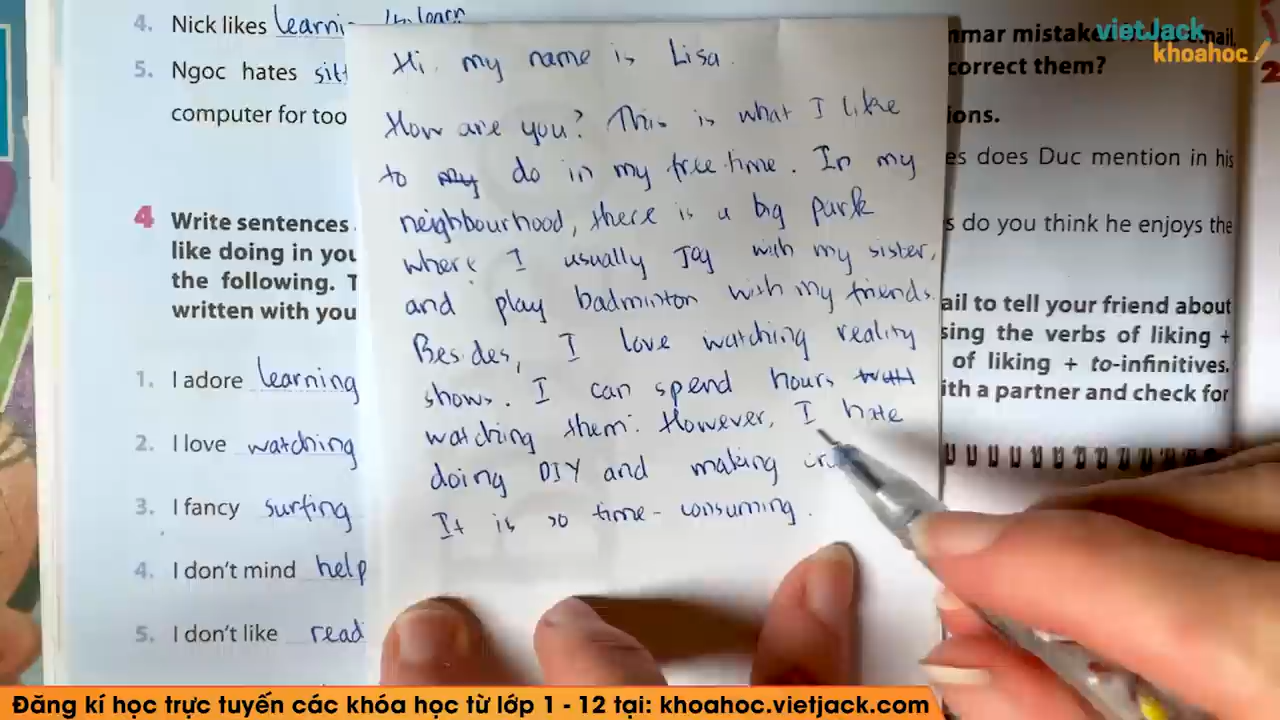 4. Nick likes
5. Ngoc hates
computer for too
4 Write sentences
like doing in you
the following. T
written with you
1. I adore learning
2. I love watching
3. I fancy surfing
4. I don't mind help
5. I don't like read
Hi, my name is Lisa.
How are you? This is what I like
to my do in my free time. In my
neighbourhood, there is a big park
where I usually jog with my sister,
and play badminton with my friends.
Besides, I love watching reality
shows. I can spend hours
watching them. However, I hate
doing DIY and making
It is so time-consuming.
mmar mistakes
correct them?
ions.
es does Duc mention in his
s do you think he enjoys the
ail to tell your friend about
sing the verbs of liking +
of liking + to-infinitives.
ith a partner and check for
2
vietJack
khoahoc
Đăng kí học trực tuyến các khóa học từ lớp 1 - 12 tại: khoahoc.vietjack.com